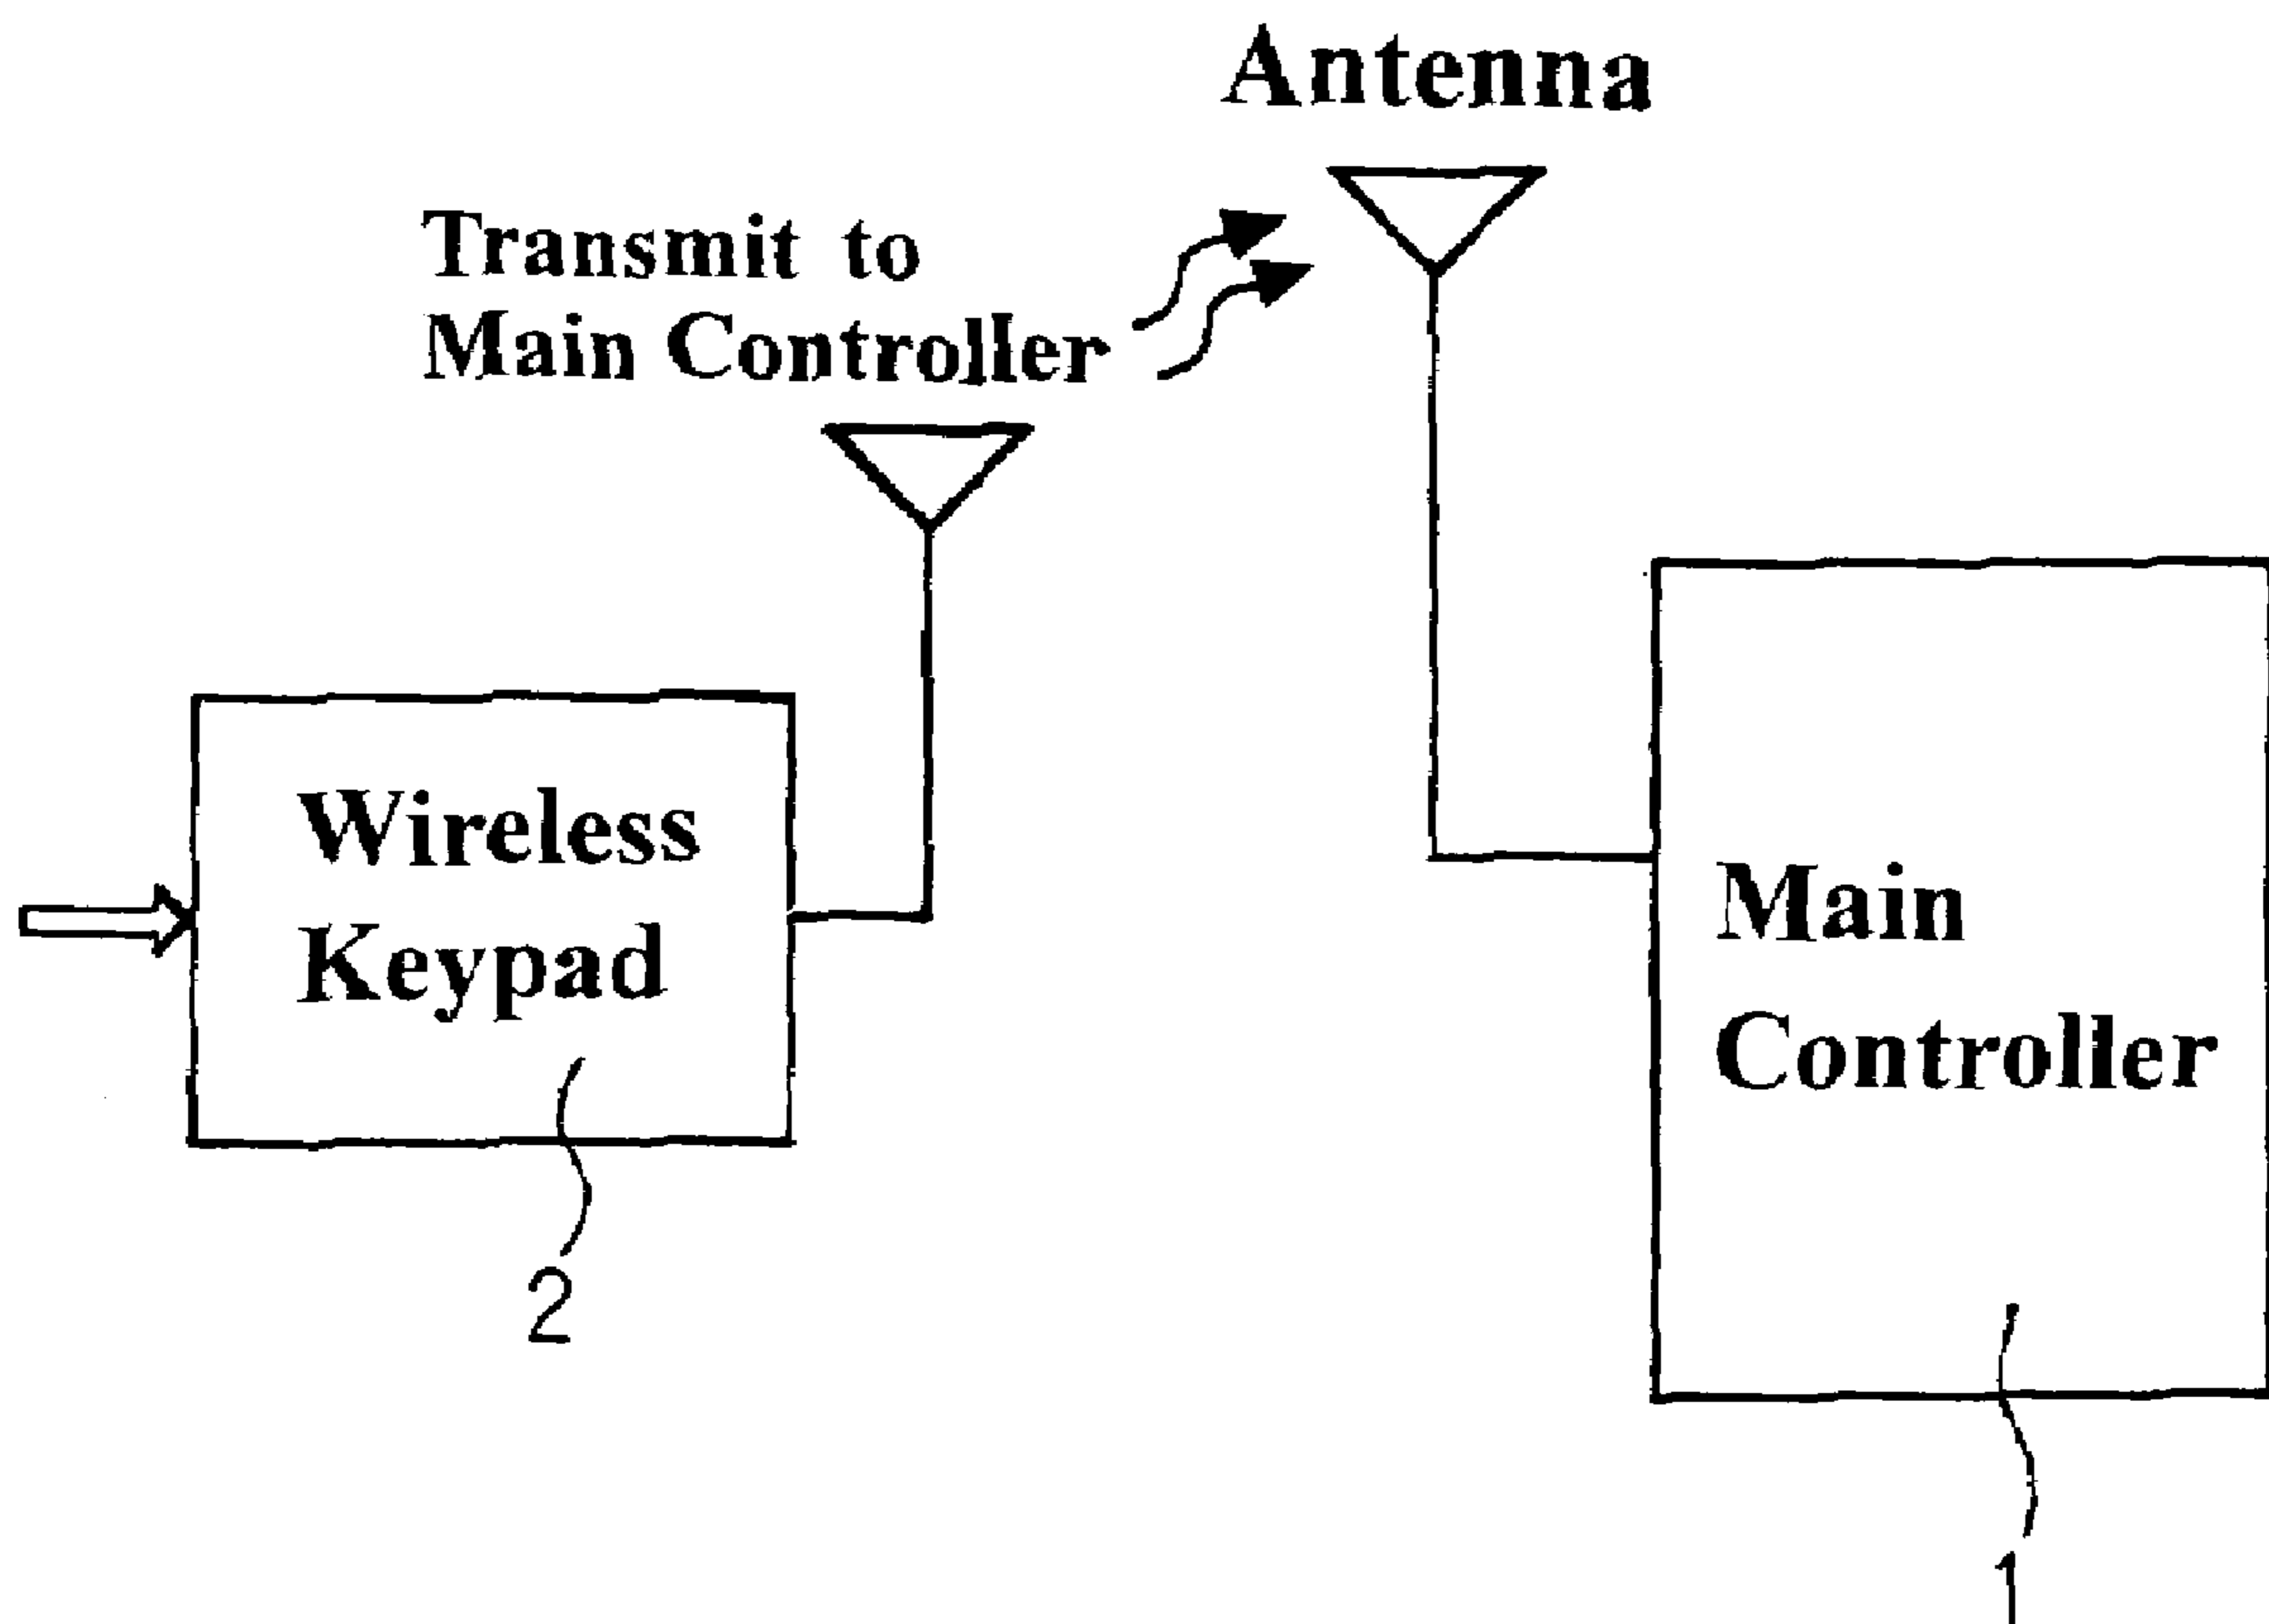 Antenna
Transmit to
Main Controller
Wireless
Keypad
2
Main
Controller
1